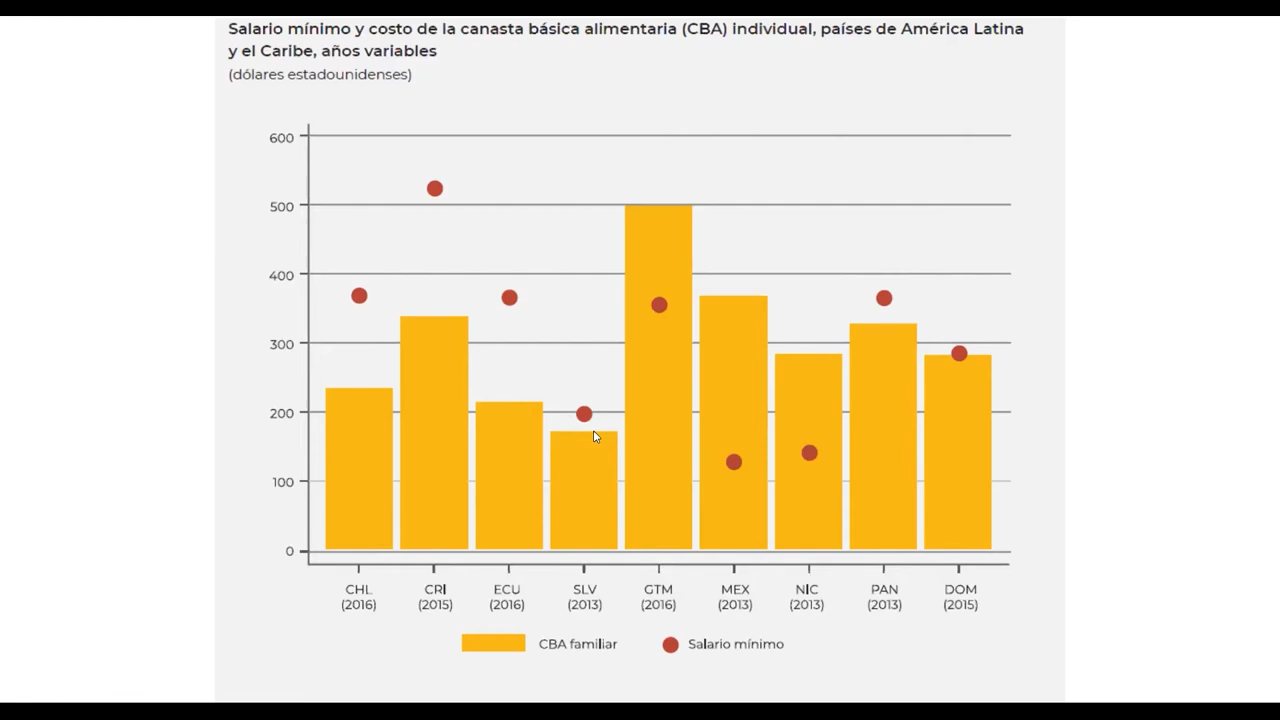 Salario mínimo y costo de la canasta básica alimentaria (CBA) individual, países de América Latina
y el Caribe, años variables
(dólares estadounidenses)
600
500
400
300
200
100
0
CHL CRI ECU SLV GTM MEX NIC PAN DOM
(2016) (2015) (2016) (2013) (2016) (2013) (2013) (2013) (2015)
CBA familiar Salario mínimo